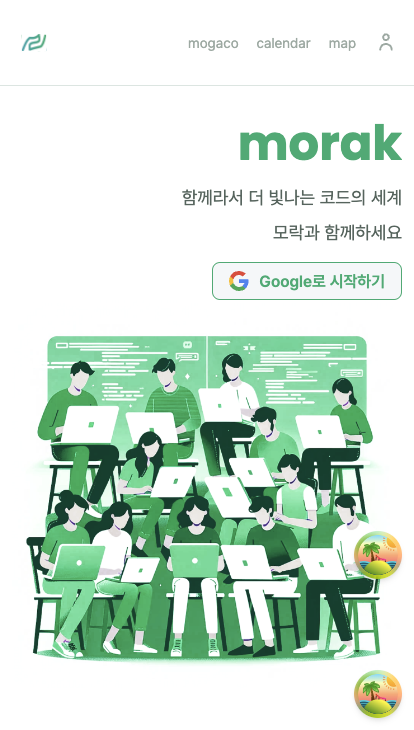 mogaco calendar map
morak
함께라서 더 빛나는 코드의 세계
모락과 함께하세요
Google로 시작하기